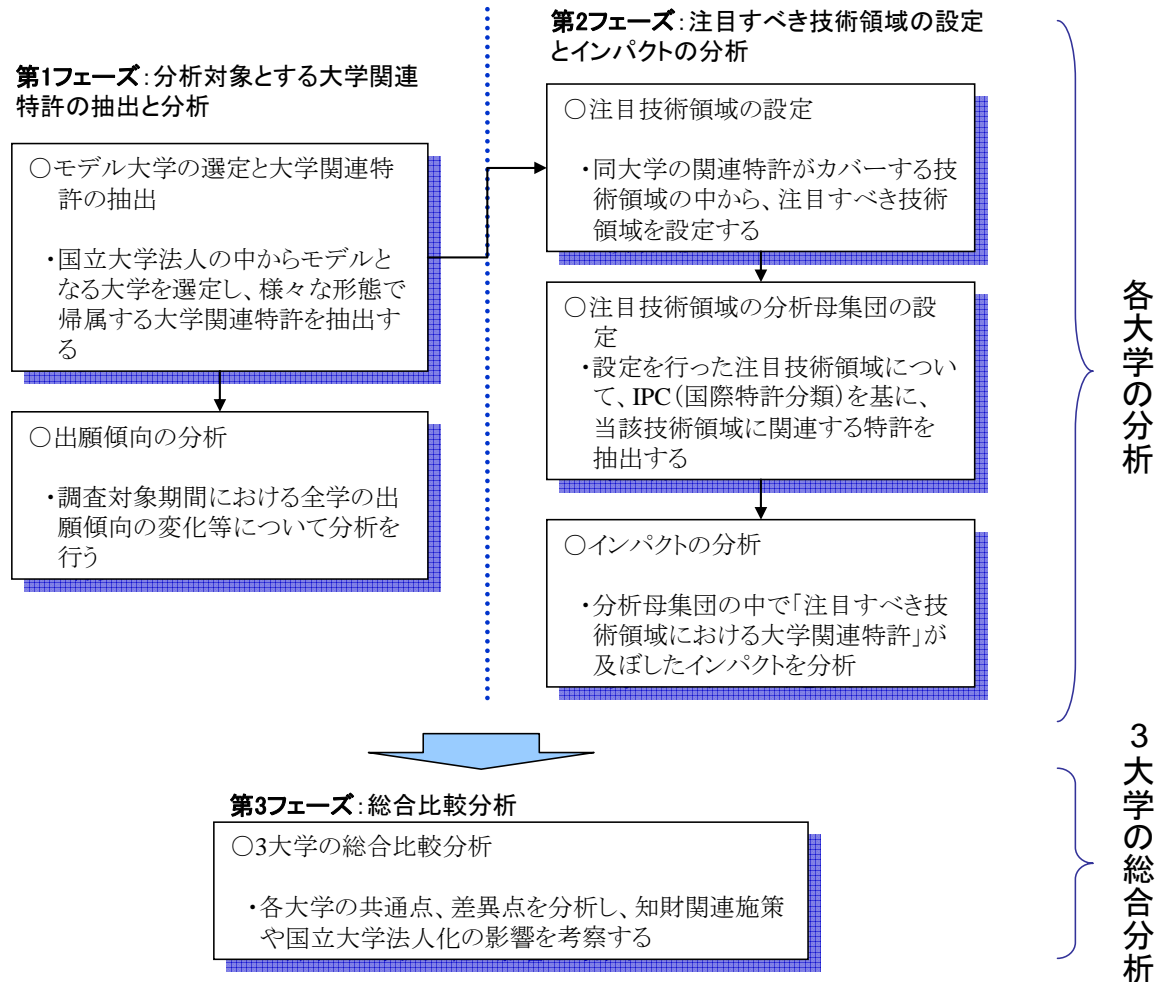 第1フェーズ：分析対象とする大学関連
特許の抽出と分析
○モデル大学の選定と大学関連特
許の抽出
・国立大学法人の中からモデルと
なる大学を選定し、様々な形態で
帰属する大学関連特許を抽出す
る
○出願傾向の分析
・調査対象期間における全学の出
願傾向の変化等について分析を
行う
第2フェーズ：注目すべき技術領域の設定
とインパクトの分析
○注目技術領域の設定
・同大学の関連特許がカバーする技
術領域の中から、注目すべき技術
領域を設定する
○注目技術領域の分析母集団の設
定
・設定を行った注目技術領域につい
て、IPC（国際特許分類）を基に、
当該技術領域に関連する特許を
抽出する
○インパクトの分析
・分析母集団の中で「注目すべき技
術領域における大学関連特許」が
及ぼしたインパクトを分析
各大学の分析
第3フェーズ：総合比較分析
○3大学の総合比較分析
・各大学の共通点、差異点を分析し、知財関連施策
や国立大学法人化の影響を考察する
3大学の総合分析